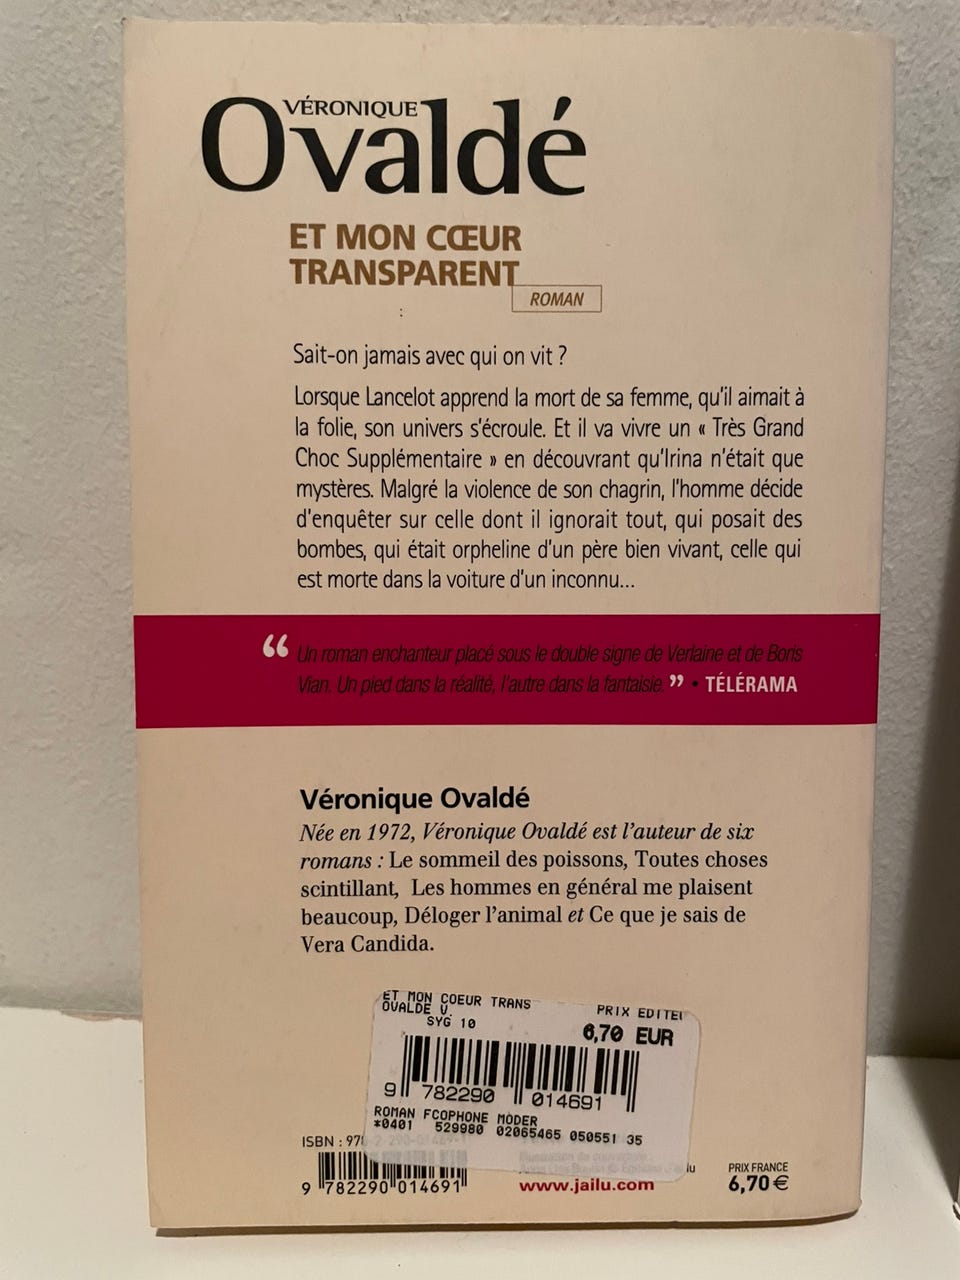 VÉRONIQUE
Ovaldé
ET MON CŒUR
TRANSPARENT
ROMAN
Sait-on jamais avec qui on vit ?
Lorsque Lancelot apprend la mort de sa femme, qu'il aimait à
la folie, son univers s'écroule. Et il va vivre un « Très Grand
Choc Supplémentaire » en découvrant qu'Irina n'était que
mystères. Malgré la violence de son chagrin, l'homme décide
d'enquêter sur celle dont il ignorait tout, qui posait des
bombes, qui était orpheline d'un père bien vivant, celle qui
est morte dans la voiture d'un inconnu...
“ Un roman enchanteur placé sous le double signe de Verlaine et de Boris
Vian. Un pied dans la réalité, l'autre dans la fantaisie. ” • TÉLÉRAMA
Véronique Ovaldé
Née en 1972, Véronique Ovaldé est l'auteur de six
romans : Le sommeil des poissons, Toutes choses
scintillant, Les hommes en général me plaisent
beaucoup, Déloger l'animal et Ce que je sais de
Vera Candida.
ET MON COEUR TRANS
OVALDE V. PRIX EDITE
SYG 10 6,70 EUR
9 782290 014691
ROMAN FCOPHONE MODER
*0401 529980 02065465 050551 35
ISBN : 978-2-290-01469-1
9 782290 014691
www.jailu.com
PRIX FRANCE
6,70 €